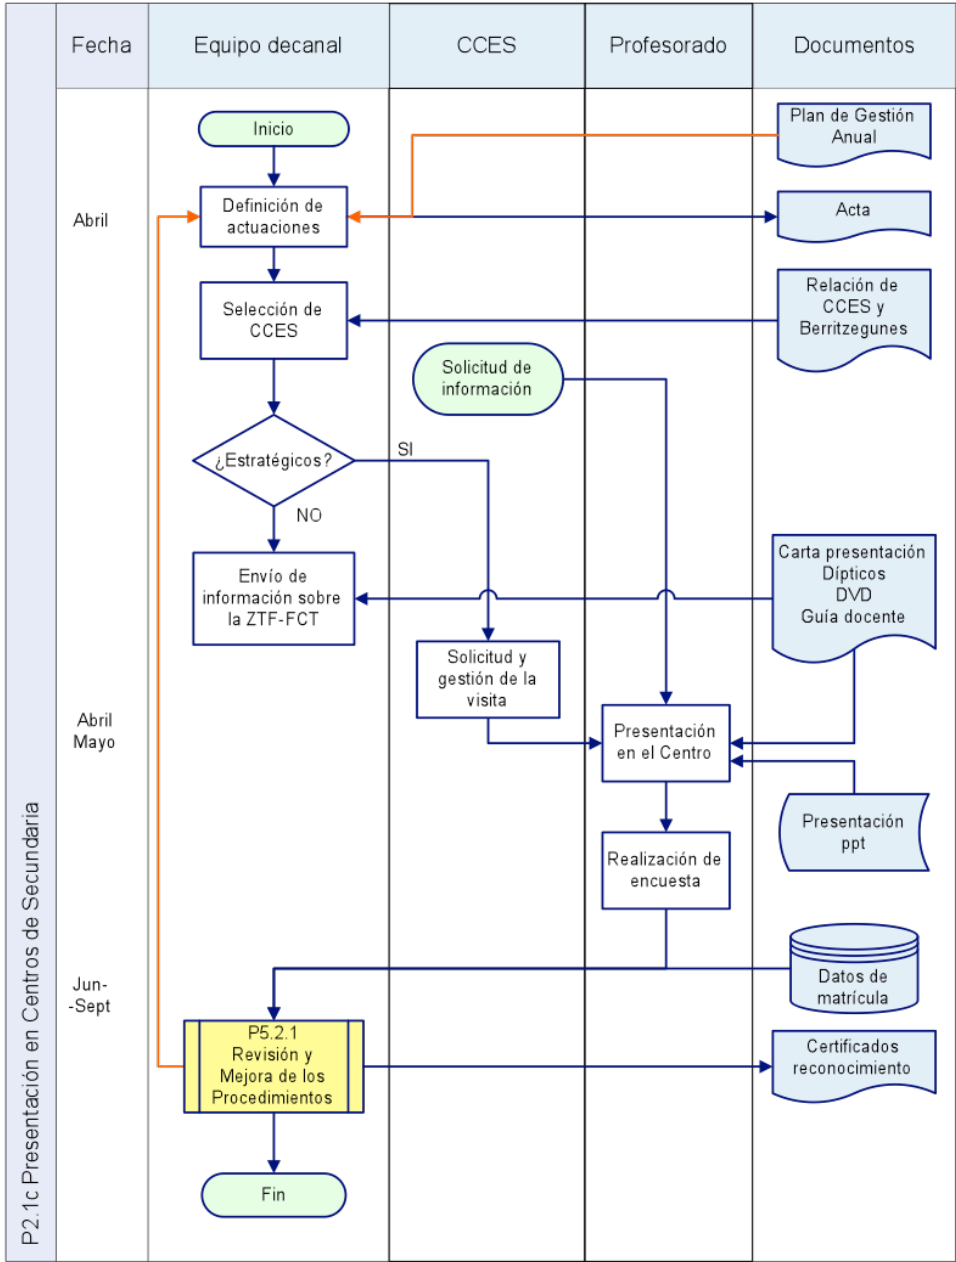 P2.1c Presentación en Centros de Secundaria
Fecha
Equipo decanal
CCES
Profesorado
Documentos
Inicio
Plan de Gestión
Anual
Abril
Definición de
actuaciones
Acta
Selección de
CCES
Relación de
CCES y
Berritzegunes
Solicitud de
información
¿Estratégicos?
SI
NO
Envío de
información sobre
la ZTF-FCT
Carta presentación
Dípticos
DVD
Guía docente
Solicitud y
gestión de la
visita
Abril
Mayo
Presentación
en el Centro
Presentación
ppt
Realización de
encuesta
Jun-
-Sept
Datos de
matrícula
P5.2.1
Revisión y
Mejora de los
Procedimientos
Certificados
reconocimiento
Fin